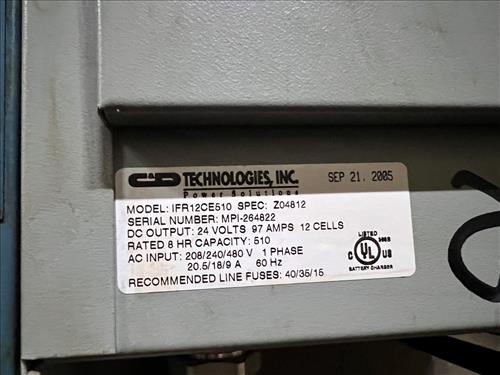 C&D TECHNOLOGIES, INC. SEP 21. 2005
Power Solutions
MODEL: IFR12CE510 SPEC: Z04812
SERIAL NUMBER: MPI-264822
DC OUTPUT: 24 VOLTS 97 AMPS 12 CELLS
RATED 8 HR CAPACITY: 510
AC INPUT: 208/240/480 V 1 PHASE
20.5/18/9 A 60 Hz
RECOMMENDED LINE FUSES: 40/35/15
LISTED
C UL US
BATTERY CHARGER